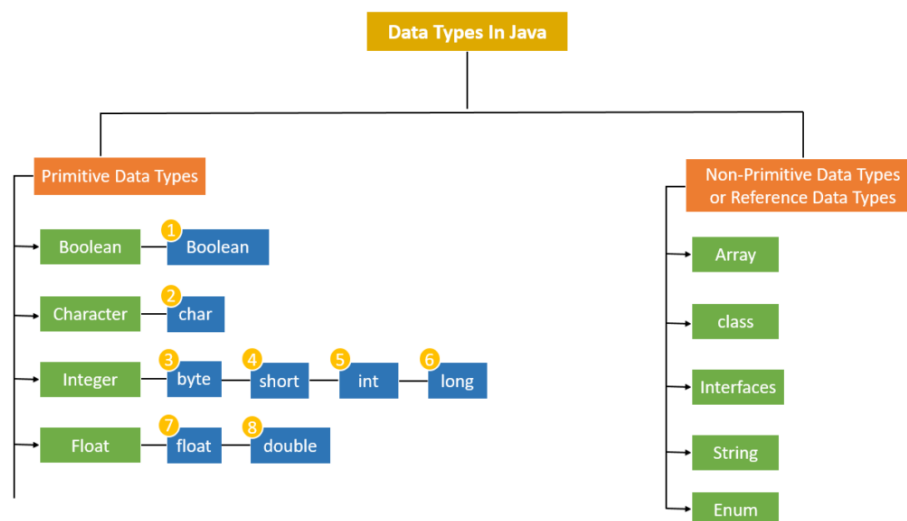 Data Types In Java
Primitive Data Types
1
Boolean
Boolean
2
Character
char
3
4
5
6
Integer
byte
short
int
long
7
8
Float
float
double
Non-Primitive Data Types
or Reference Data Types
Array
class
Interfaces
String
Enum